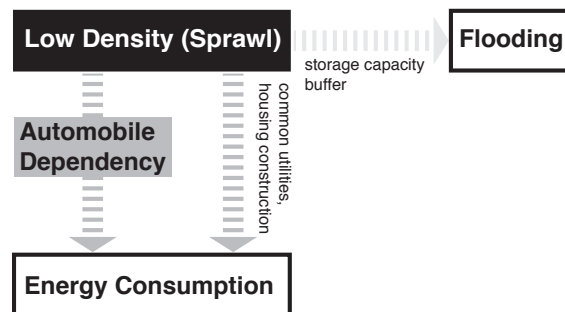 Low Density (Sprawl)
Flooding
storage capacity
buffer
common utilities,
housing construction
Automobile
Dependency
Energy Consumption